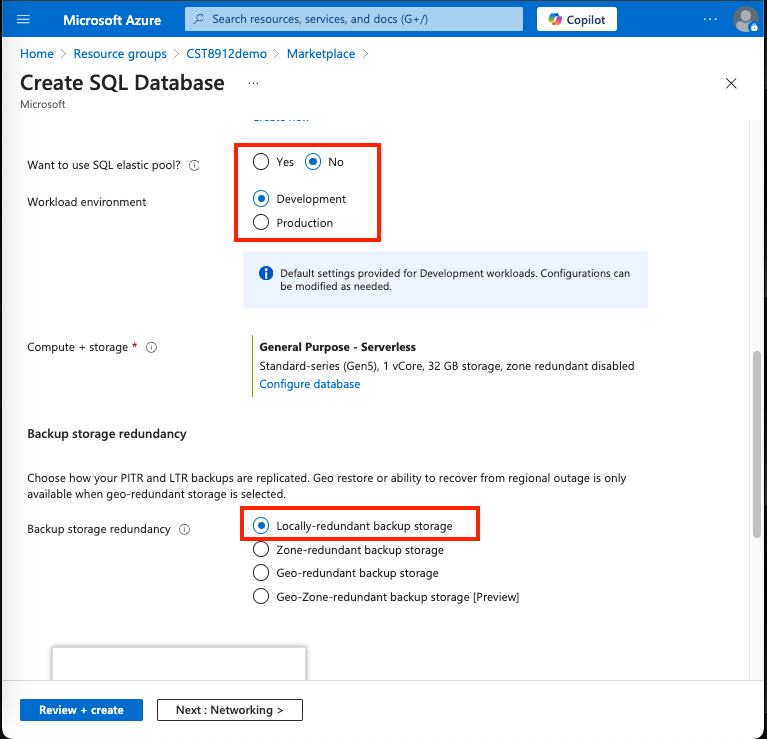 Microsoft Azure
Search resources, services, and docs (G+/)
Copilot
Home > Resource groups > CST8912demo > Marketplace >
Create SQL Database ...
Microsoft
Want to use SQL elastic pool?
Yes No
Workload environment
Development
Production
Default settings provided for Development workloads. Configurations can
be modified as needed.
Compute + storage *
General Purpose - Serverless
Standard-series (Gen5), 1 vCore, 32 GB storage, zone redundant disabled
Configure database
Backup storage redundancy
Choose how your PITR and LTR backups are replicated. Geo restore or ability to recover from regional outage is only
available when geo-redundant storage is selected.
Backup storage redundancy
Locally-redundant backup storage
Zone-redundant backup storage
Geo-redundant backup storage
Geo-Zone-redundant backup storage [Preview]
Review + create
Next : Networking >